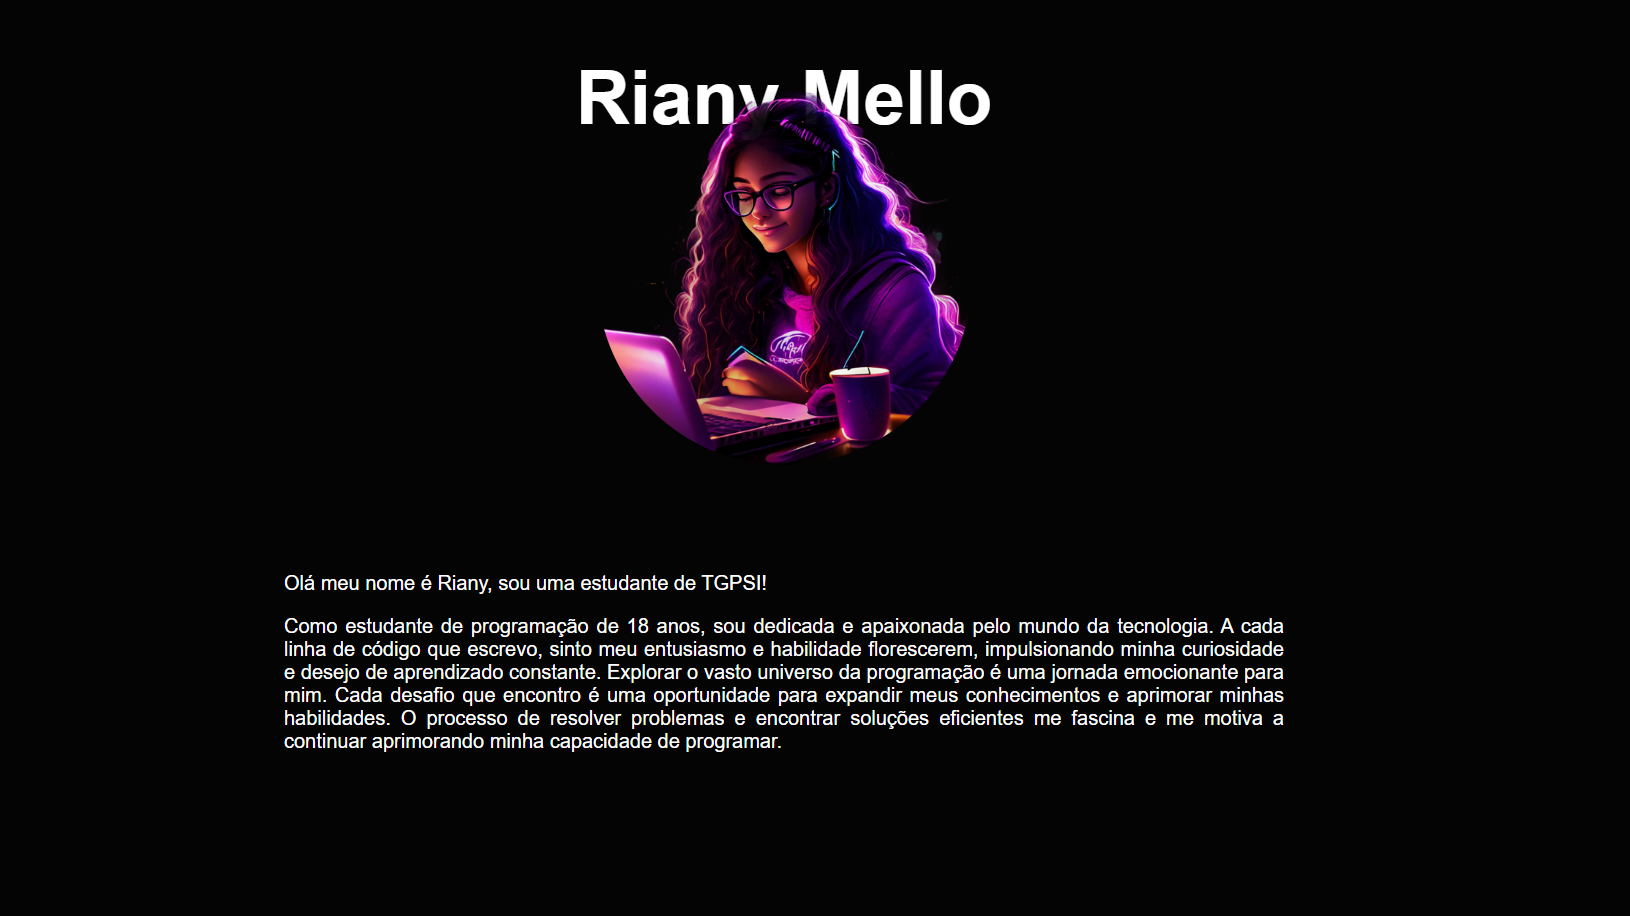 Riany Mello
Olá meu nome é Riany, sou uma estudante de TGPSI!
Como estudante de programação de 18 anos, sou dedicada e apaixonada pelo mundo da tecnologia. A cada
linha de código que escrevo, sinto meu entusiasmo e habilidade florescerem, impulsionando minha curiosidade
e desejo de aprendizado constante. Explorar o vasto universo da programação é uma jornada emocionante para
mim. Cada desafio que encontro é uma oportunidade para expandir meus conhecimentos e aprimorar minhas
habilidades. O processo de resolver problemas e encontrar soluções eficientes me fascina e me motiva a
continuar aprimorando minha capacidade de programar.